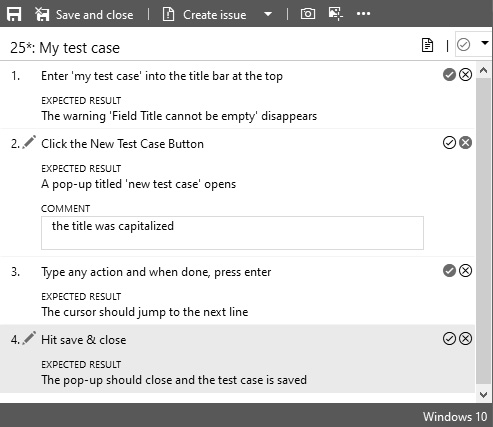 Save and close Create issue ...
25*: My test case
1. Enter 'my test case' into the title bar at the top
EXPECTED RESULT
The warning 'Field Title cannot be empty' disappears
2. Click the New Test Case Button
EXPECTED RESULT
A pop-up titled 'new test case' opens
COMMENT
the title was capitalized
3. Type any action and when done, press enter
EXPECTED RESULT
The cursor should jump to the next line
4. Hit save & close
EXPECTED RESULT
The pop-up should close and the test case is saved
Windows 10